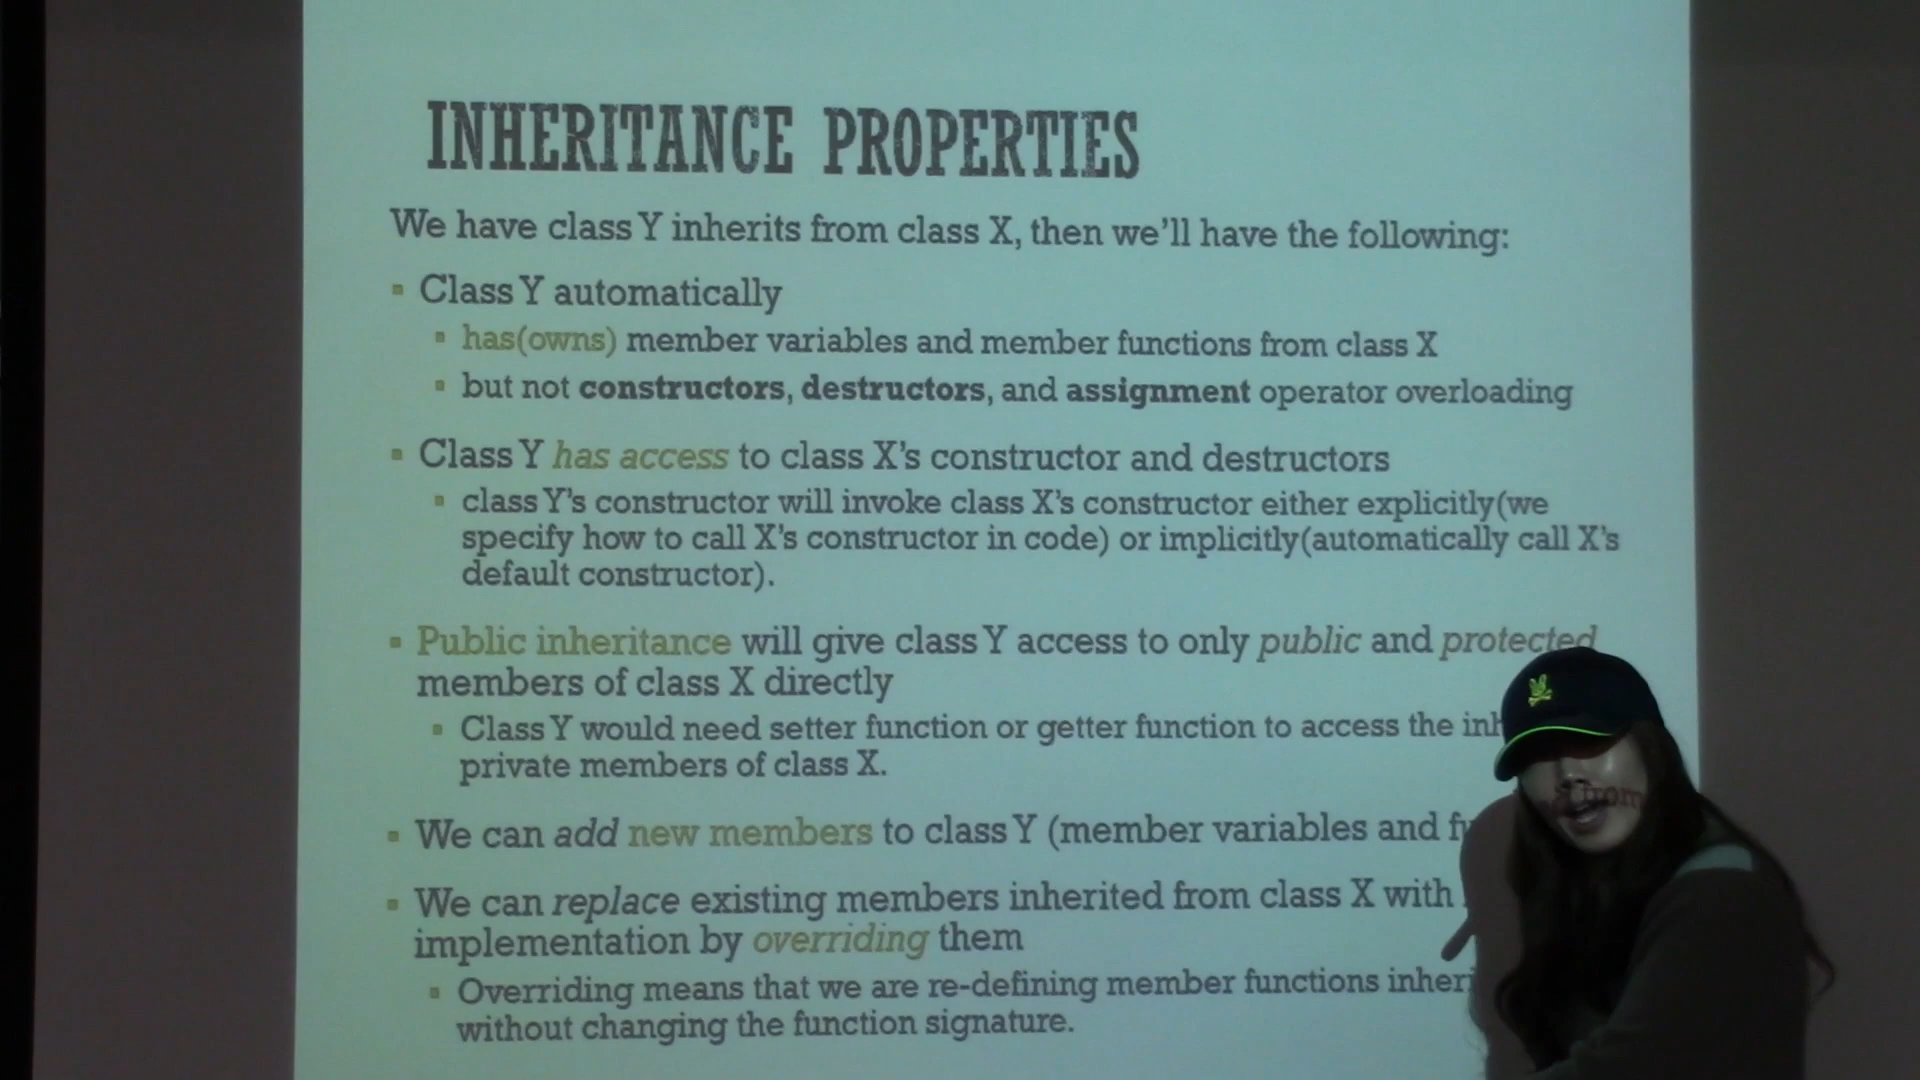 INHERITANCE PROPERTIES
We have class Y inherits from class X, then we'll have the following:
Class Y automatically
has(owns) member variables and member functions from class X
but not constructors, destructors, and assignment operator overloading
Class Y has access to class X's constructor and destructors
class Y's constructor will invoke class X's constructor either explicitly(we
specify how to call X's constructor in code) or implicitly(automatically call X's
default constructor).
Public inheritance will give class Y access to only public and protected
members of class X directly
Class Y would need setter function or getter function to access the
private members of class X.
We can add new members to class Y (member variables and
We can replace existing members inherited from class X with
implementation by overriding them
Overriding means that we are re-defining member functions
without changing the function signature.